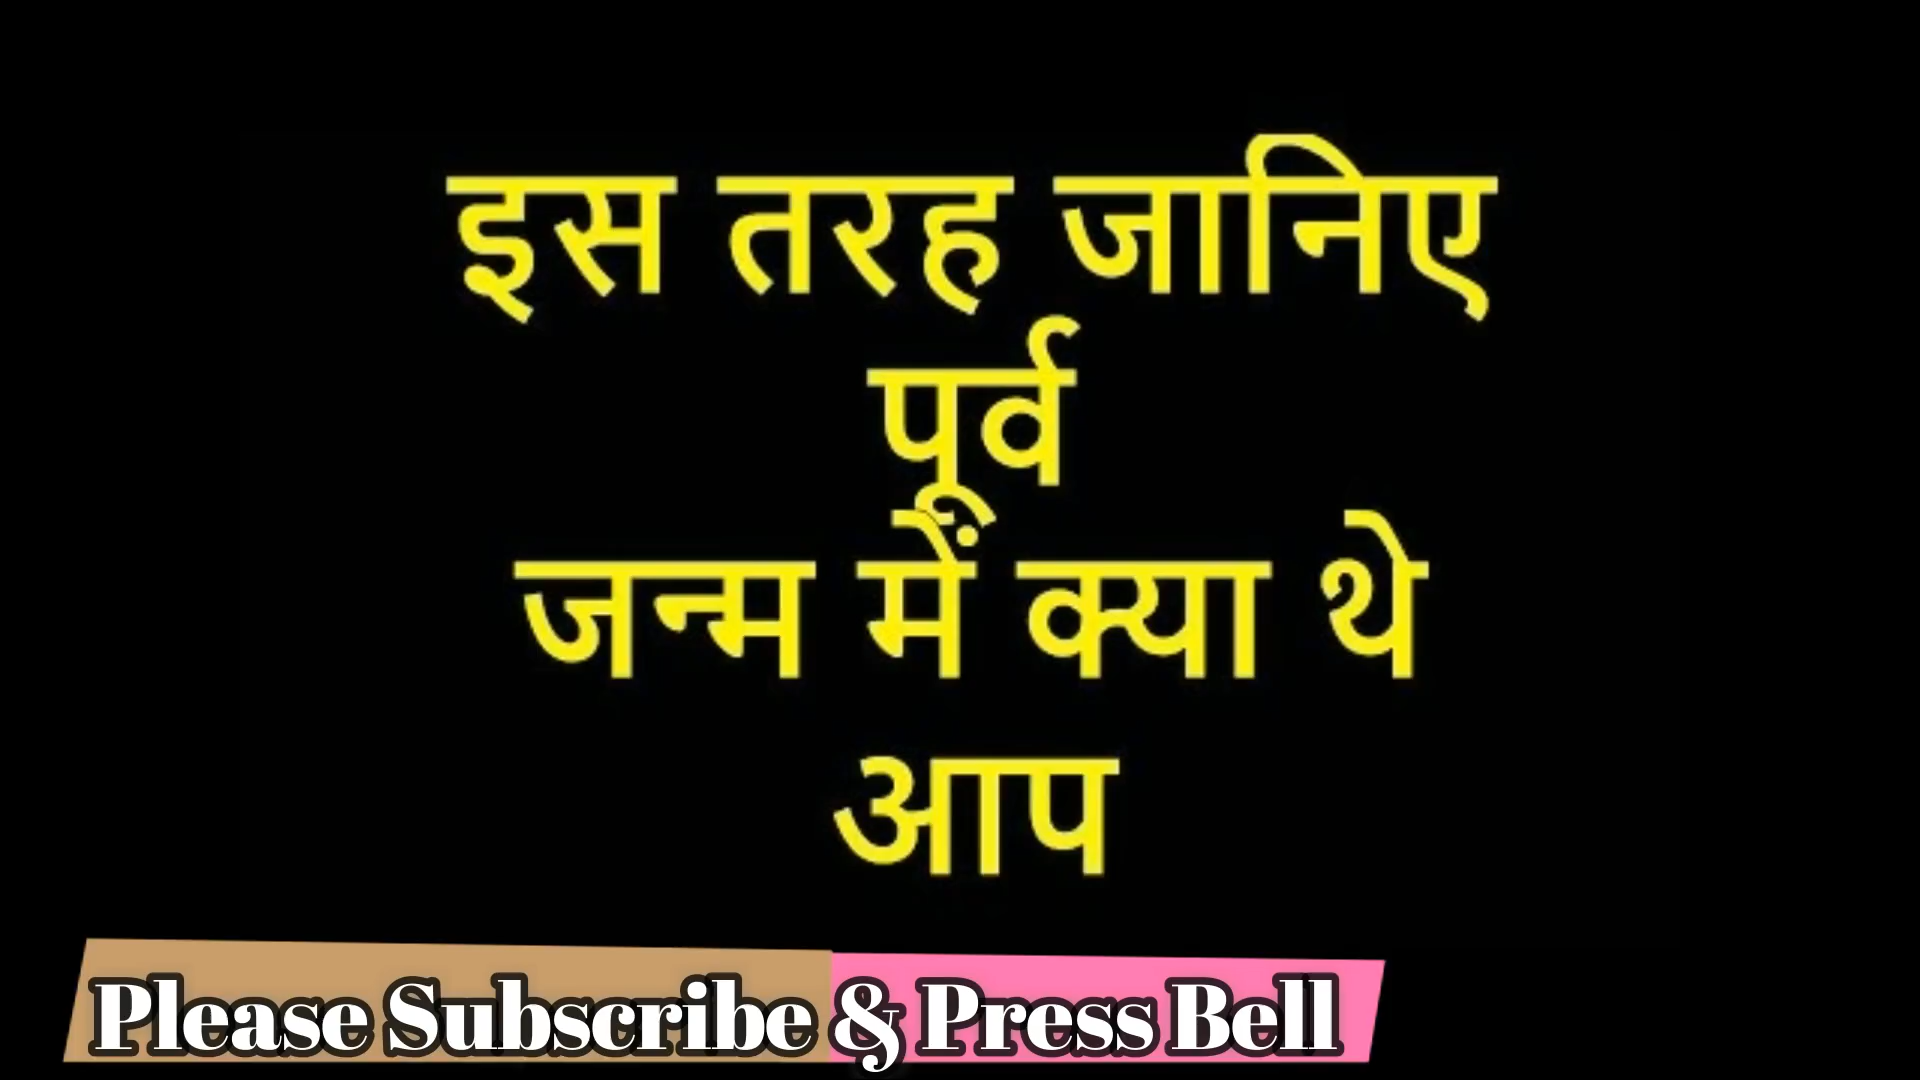 इस तरह जानिए
पूर्व
जन्म में क्या थे
आप
Please Subscribe & Press Bell